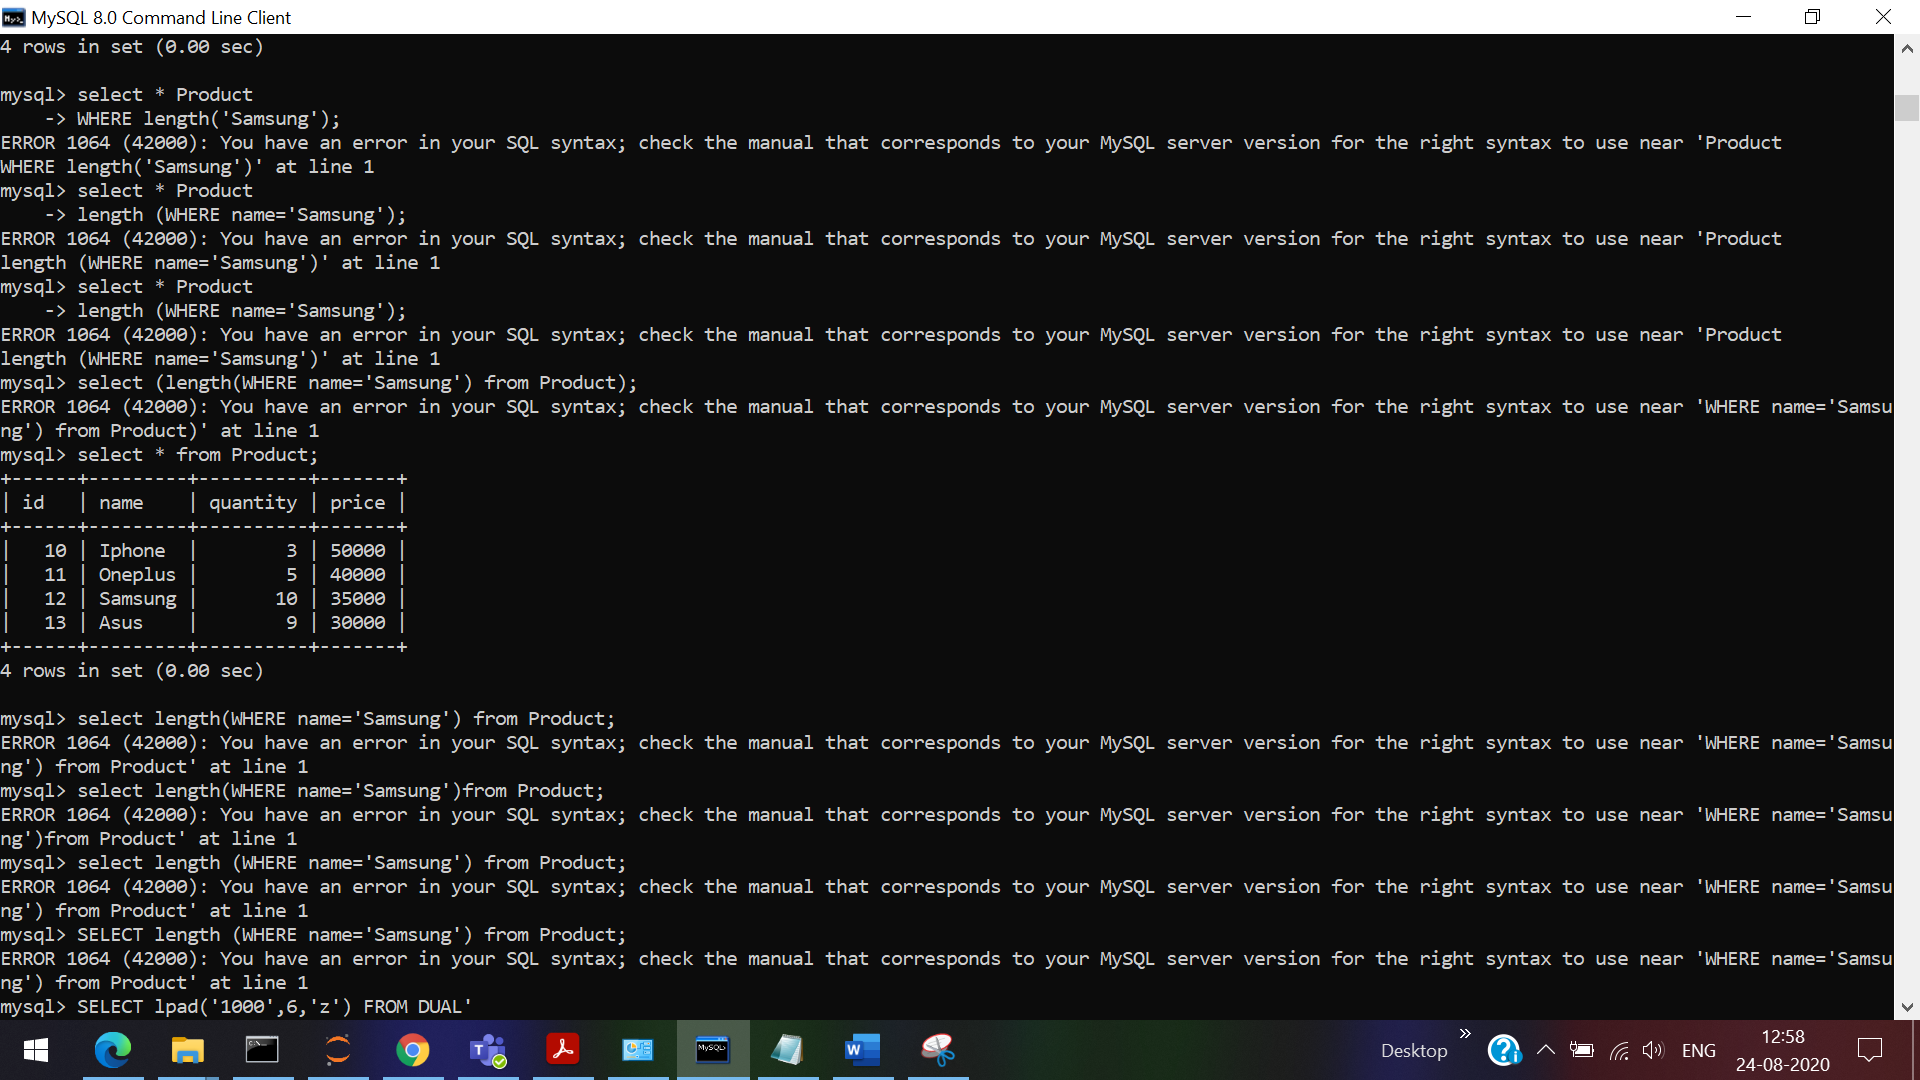 MySQL 8.0 Command Line Client
4 rows in set (0.00 sec)
mysql> select * Product
    -> WHERE length('Samsung');
ERROR 1064 (42000): You have an error in your SQL syntax; check the manual that corresponds to your MySQL server version for the right syntax to use near 'Product
WHERE length('Samsung')' at line 1
mysql> select * Product
    -> length (WHERE name='Samsung');
ERROR 1064 (42000): You have an error in your SQL syntax; check the manual that corresponds to your MySQL server version for the right syntax to use near 'Product
length (WHERE name='Samsung')' at line 1
mysql> select * Product
    -> length (WHERE name='Samsung');
ERROR 1064 (42000): You have an error in your SQL syntax; check the manual that corresponds to your MySQL server version for the right syntax to use near 'Product
length (WHERE name='Samsung')' at line 1
mysql> select (length(WHERE name='Samsung') from Product);
ERROR 1064 (42000): You have an error in your SQL syntax; check the manual that corresponds to your MySQL server version for the right syntax to use near 'WHERE name='Samsu
ng') from Product)' at line 1
mysql> select * from Product;
+------+---------+----------+-------+
| id   | name    | quantity | price |
+------+---------+----------+-------+
|   10 | Iphone  |        3 | 50000 |
|   11 | Oneplus |        5 | 40000 |
|   12 | Samsung |       10 | 35000 |
|   13 | Asus    |        9 | 30000 |
+------+---------+----------+-------+
4 rows in set (0.00 sec)
mysql> select length(WHERE name='Samsung') from Product;
ERROR 1064 (42000): You have an error in your SQL syntax; check the manual that corresponds to your MySQL server version for the right syntax to use near 'WHERE name='Samsu
ng') from Product' at line 1
mysql> select length(WHERE name='Samsung')from Product;
ERROR 1064 (42000): You have an error in your SQL syntax; check the manual that corresponds to your MySQL server version for the right syntax to use near 'WHERE name='Samsu
ng')from Product' at line 1
mysql> select length (WHERE name='Samsung') from Product;
ERROR 1064 (42000): You have an error in your SQL syntax; check the manual that corresponds to your MySQL server version for the right syntax to use near 'WHERE name='Samsu
ng') from Product' at line 1
mysql> SELECT length (WHERE name='Samsung') from Product;
ERROR 1064 (42000): You have an error in your SQL syntax; check the manual that corresponds to your MySQL server version for the right syntax to use near 'WHERE name='Samsu
ng') from Product' at line 1
mysql> SELECT lpad('1000',6,'z') FROM DUAL'
Desktop
ENG
12:58
24-08-2020